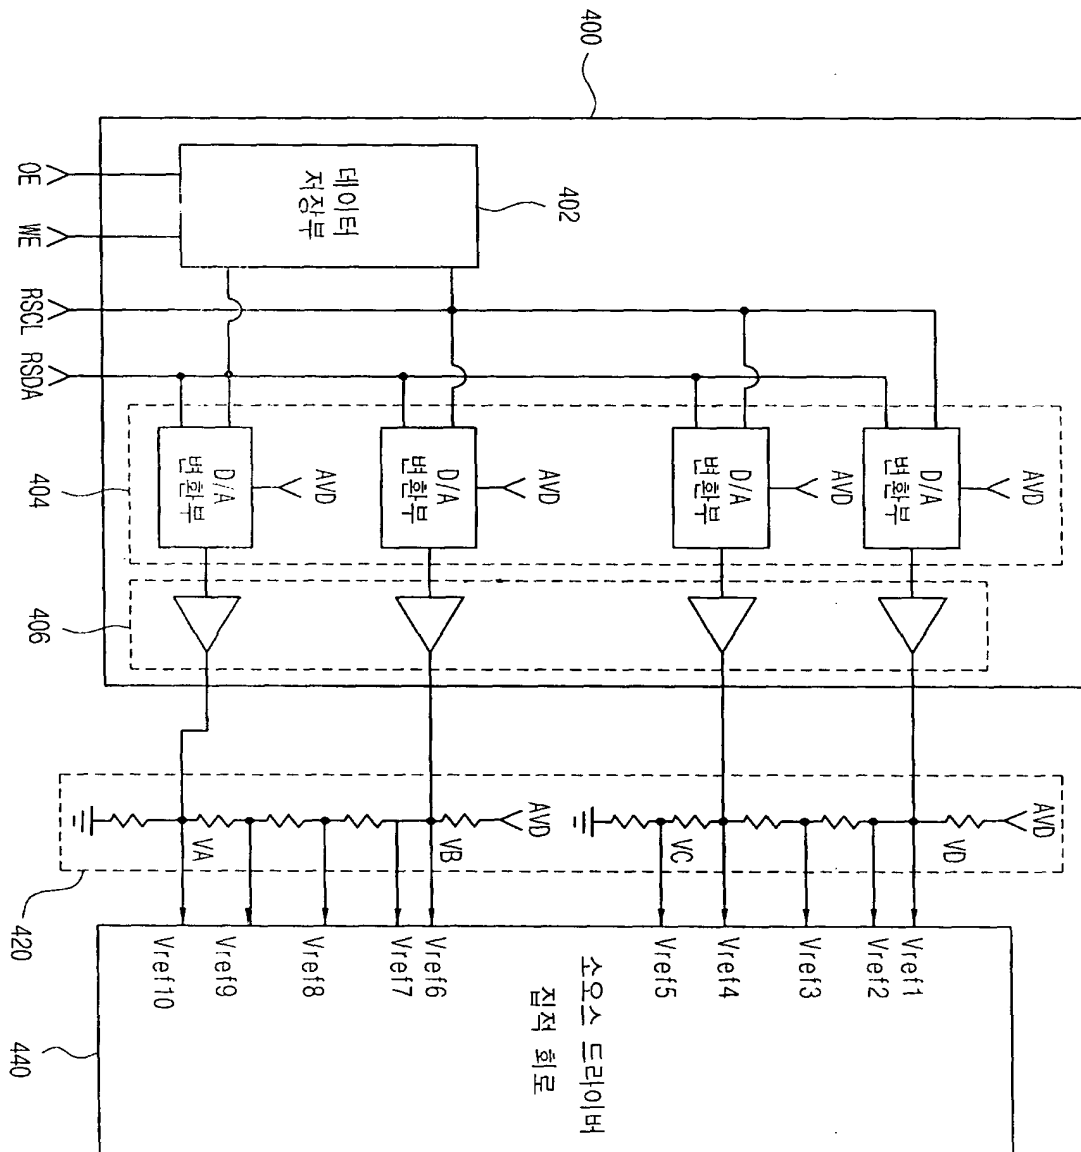 400
402
데이터
저장부
OE
WE
RSCL
RSDA
AVD
D/A
변환부
AVD
D/A
변환부
AVD
D/A
변환부
AVD
D/A
변환부
404
406
AVD
VD
VC
AVD
VB
VA
420
Vref1
Vref2
Vref3
Vref4
Vref5
Vref6
Vref7
Vref8
Vref9
Vref10
소오스 드라이버
집적 회로
440